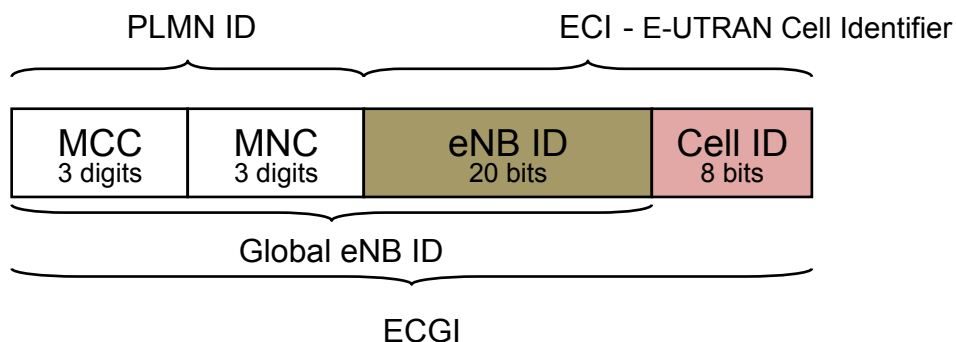 PLMN ID
ECI - E-UTRAN Cell Identifier
MCC
3 digits
MNC
3 digits
eNB ID
20 bits
Cell ID
8 bits
Global eNB ID
ECGI